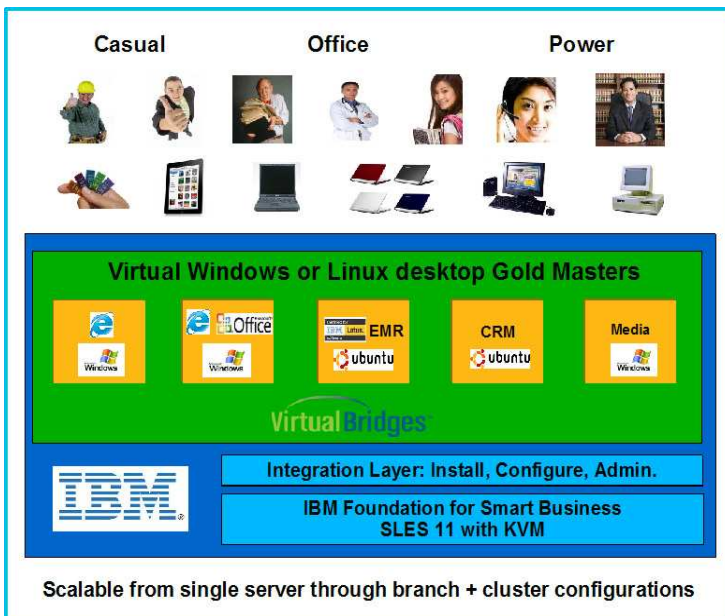 Casual Office Power
Virtual Windows or Linux desktop Gold Masters
Office
IBM Lotus EMR
CRM
Media
Windows
Windows
ubuntu
ubuntu
Windows
VirtualBridges
IBM
Integration Layer: Install, Configure, Admin.
IBM Foundation for Smart Business
SLES 11 with KVM
Scalable from single server through branch + cluster configurations